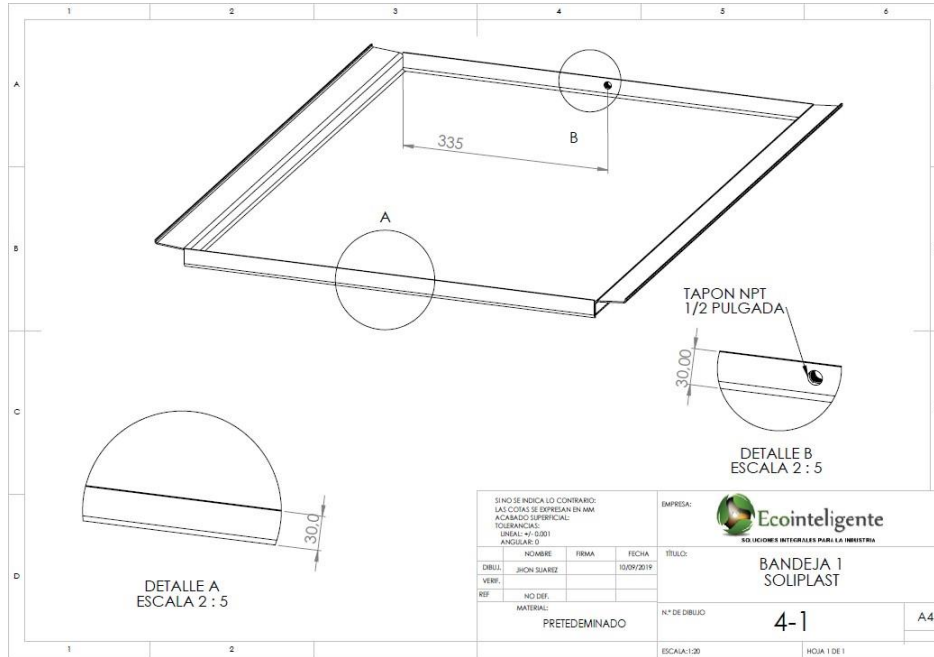 1 2 3 4 5 6
A
B
335
A
B
TAPON NPT
1/2 PULGADA
30,00
C
DETALLE B
ESCALA 2 : 5
30,0
D
DETALLE A
ESCALA 2 : 5
SI NO SE INDICA LO CONTRARIO:
LAS COTAS SE EXPRESAN EN MM
ACABADO SUPERFICIAL:
TOLERANCIAS:
LINEAL: +/- 0.001
ANGULAR: 0
NOMBRE FIRMA FECHA
DIBUJ. JHON SUAREZ 10/09/2019
VERIF.
REF NO DEF.
MATERIAL:
PRETEDEMINADO
EMPRESA:
Ecointeligente
SOLUCIONES INTEGRALES PARA LA INDUSTRIA
TÍTULO:
BANDEJA 1
SOLIPLAST
N.º DE DIBUJO
4-1
A4
ESCALA:1:20
HOJA 1 DE 1
1 2